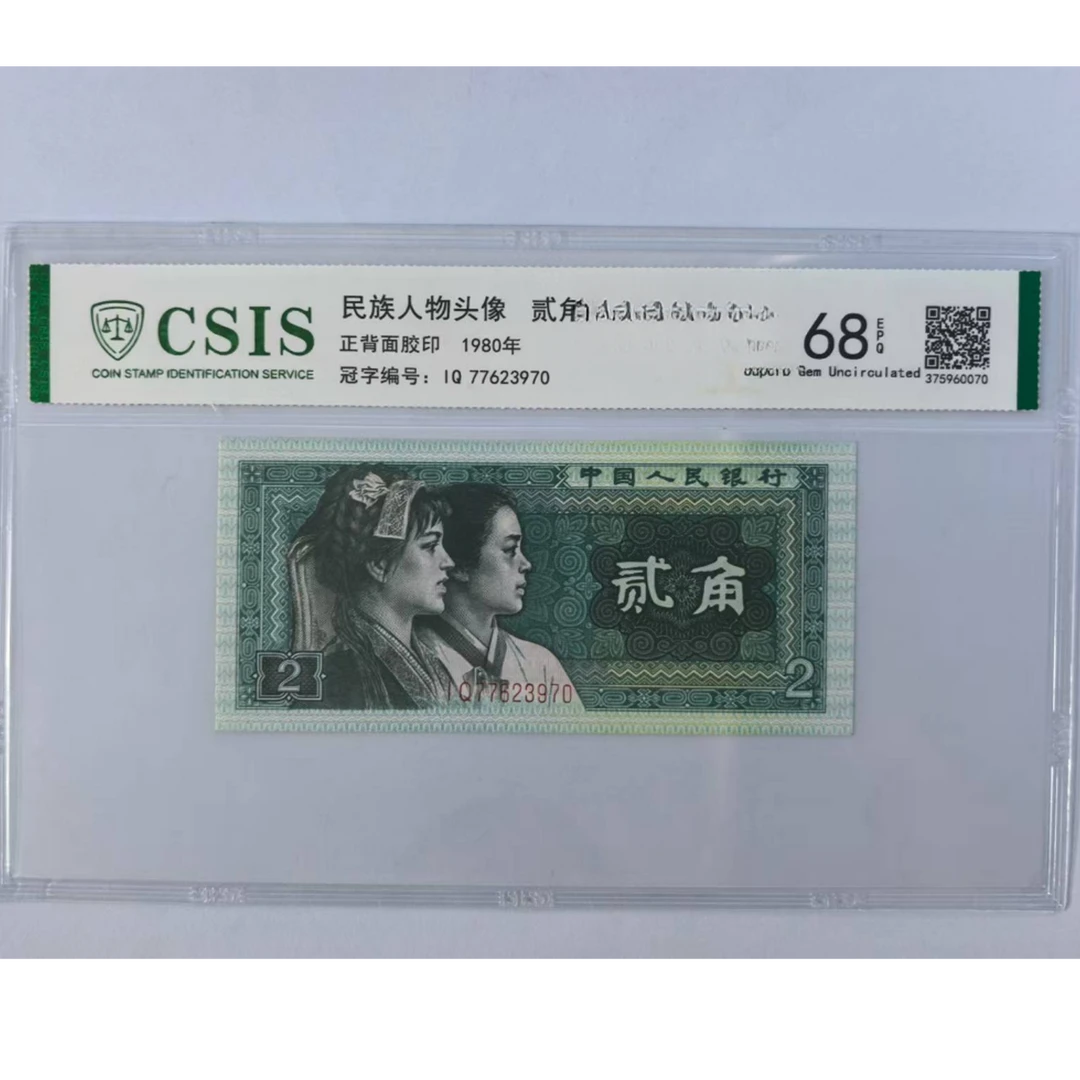 CSIS
COIN STAMP IDENTIFICATION SERVICE
民族人物头像 贰角
正背面胶印 1980年
冠字编号：IQ 77623970
68 EPQ
Gem Uncirculated
375960070
中国人民银行
贰角
2
IQ77623970
2